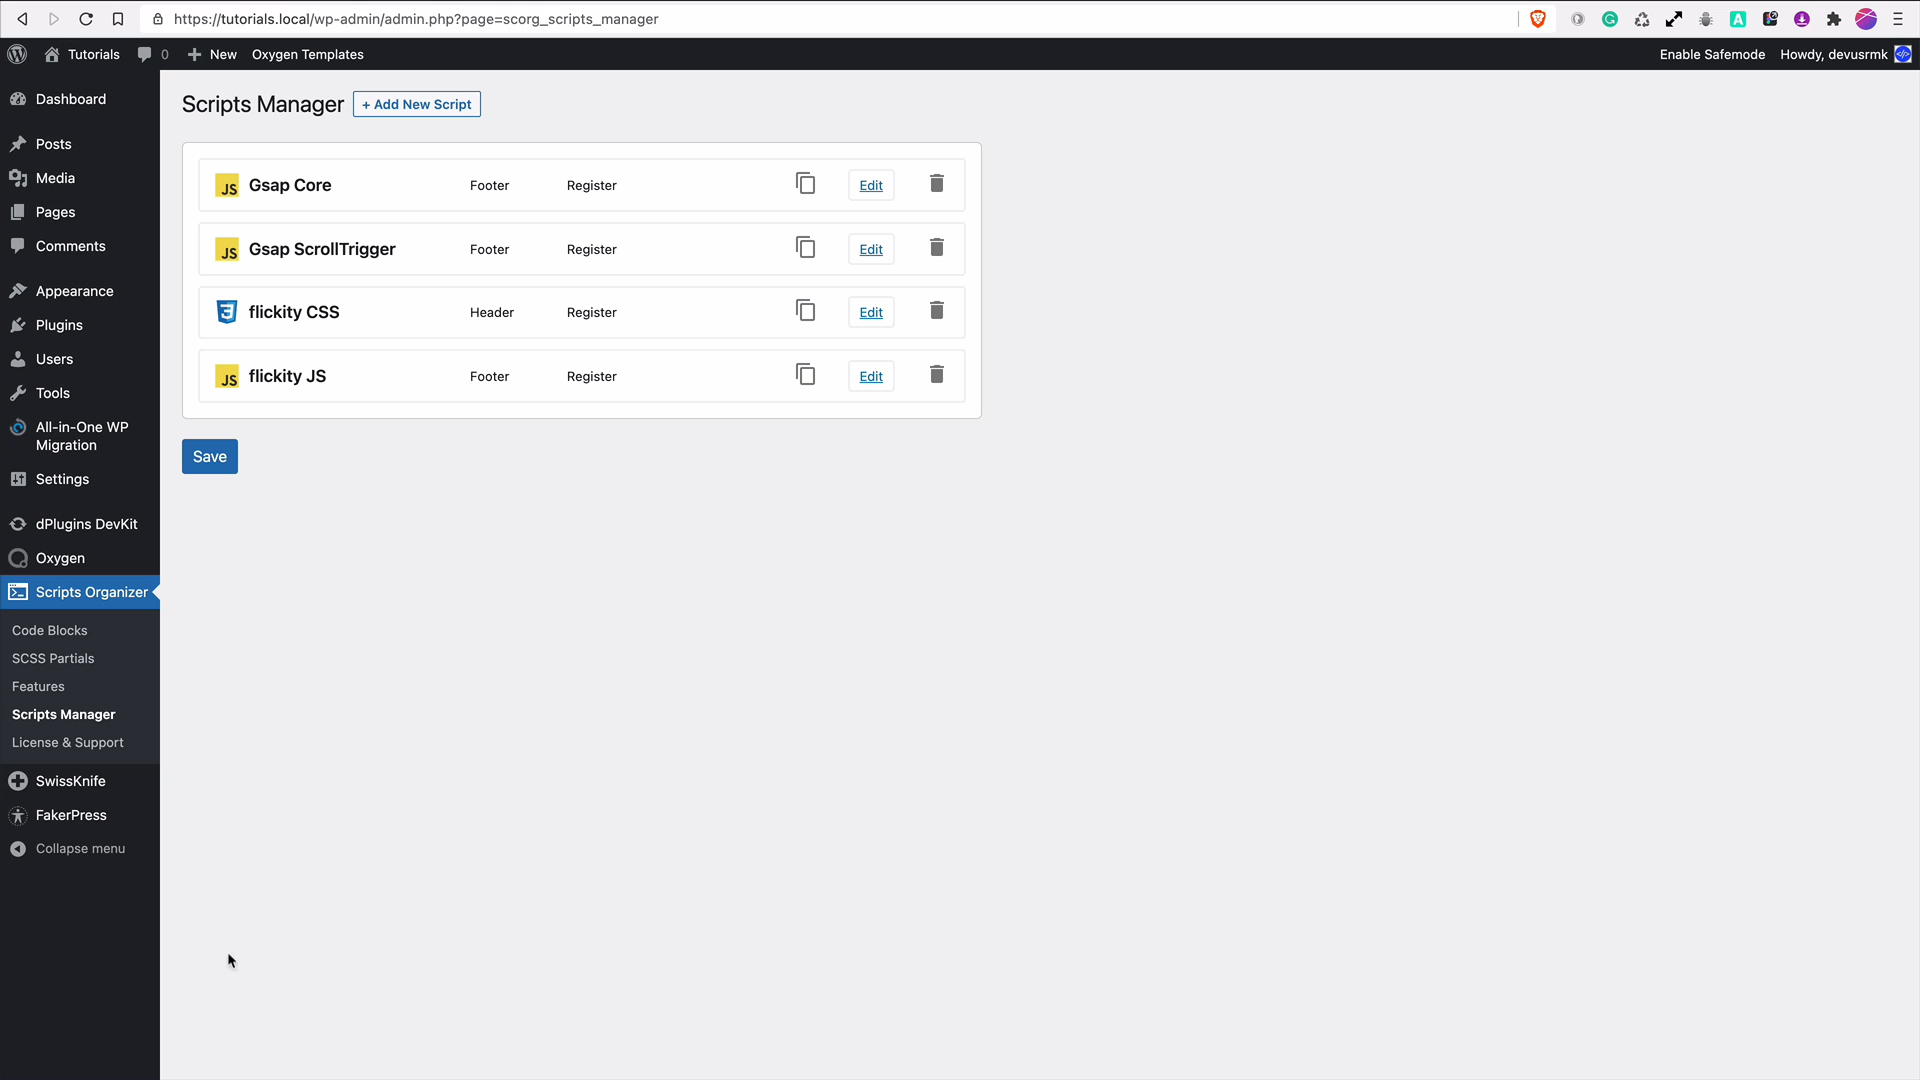 https://tutorials.local/wp-admin/admin.php?page=scorg_scripts_manager
Tutorials
0
New
Oxygen Templates
Enable Safemode
Howdy, devusrmk
Dashboard
Posts
Media
Pages
Comments
Appearance
Plugins
Users
Tools
All-in-One WP
Migration
Settings
dPlugins DevKit
Oxygen
Scripts Organizer
Code Blocks
SCSS Partials
Features
Scripts Manager
License & Support
SwissKnife
FakerPress
Collapse menu
Scripts Manager
+ Add New Script
JS Gsap Core Footer Register Edit
JS Gsap ScrollTrigger Footer Register Edit
3 flickity CSS Header Register Edit
JS flickity JS Footer Register Edit
Save